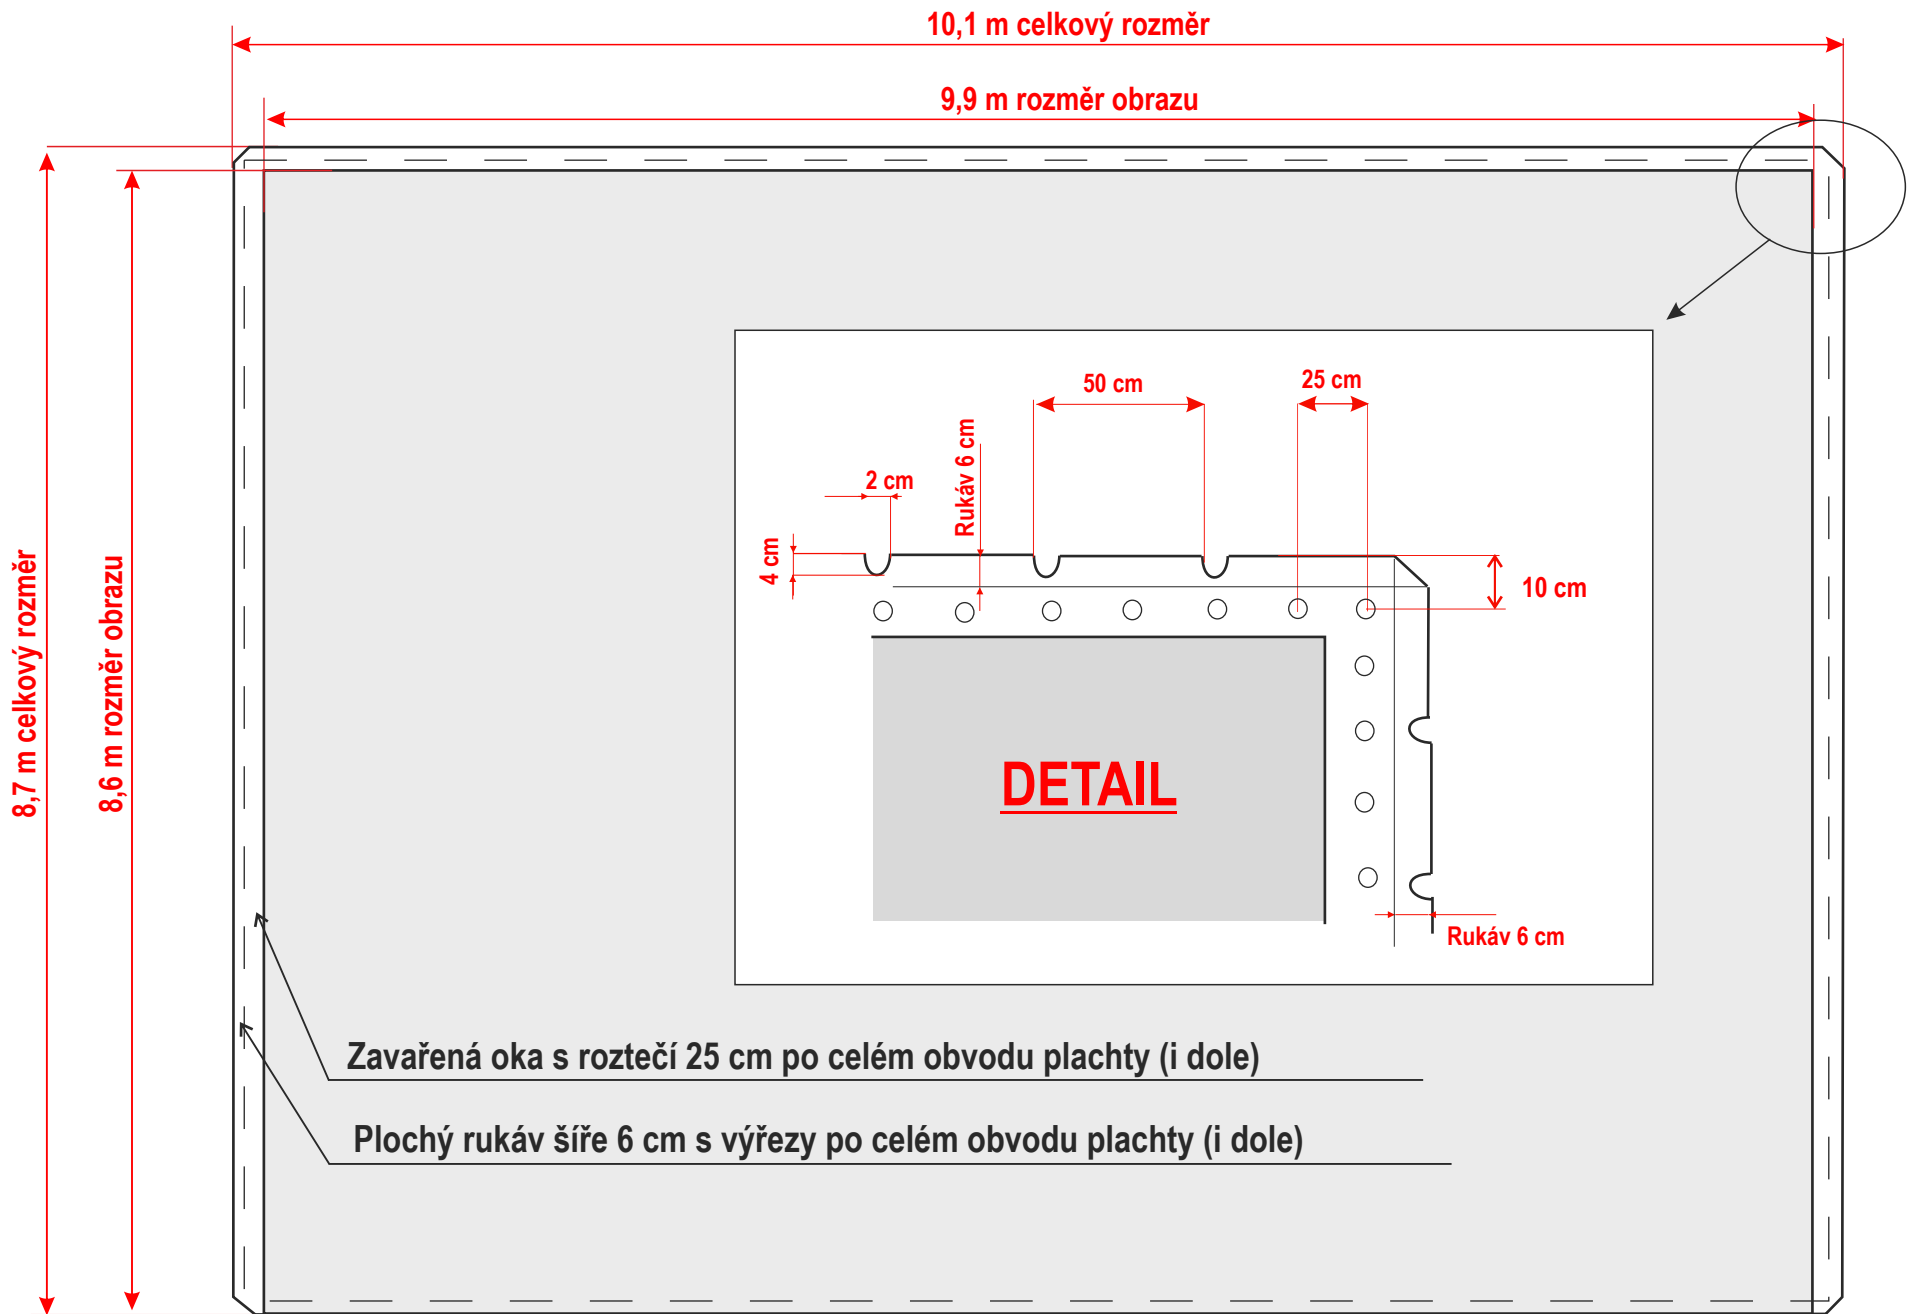 10,1 m celkový rozměr
9,9 m rozměr obrazu
8,7 m celkový rozměr
8,6 m rozměr obrazu
50 cm
25 cm
2 cm
Rukáv 6 cm
4 cm
10 cm
DETAIL
Rukáv 6 cm
Zavařená oka s roztečí 25 cm po celém obvodu plachty (i dole)
Plochý rukáv šíře 6 cm s výřezy po celém obvodu plachty (i dole)